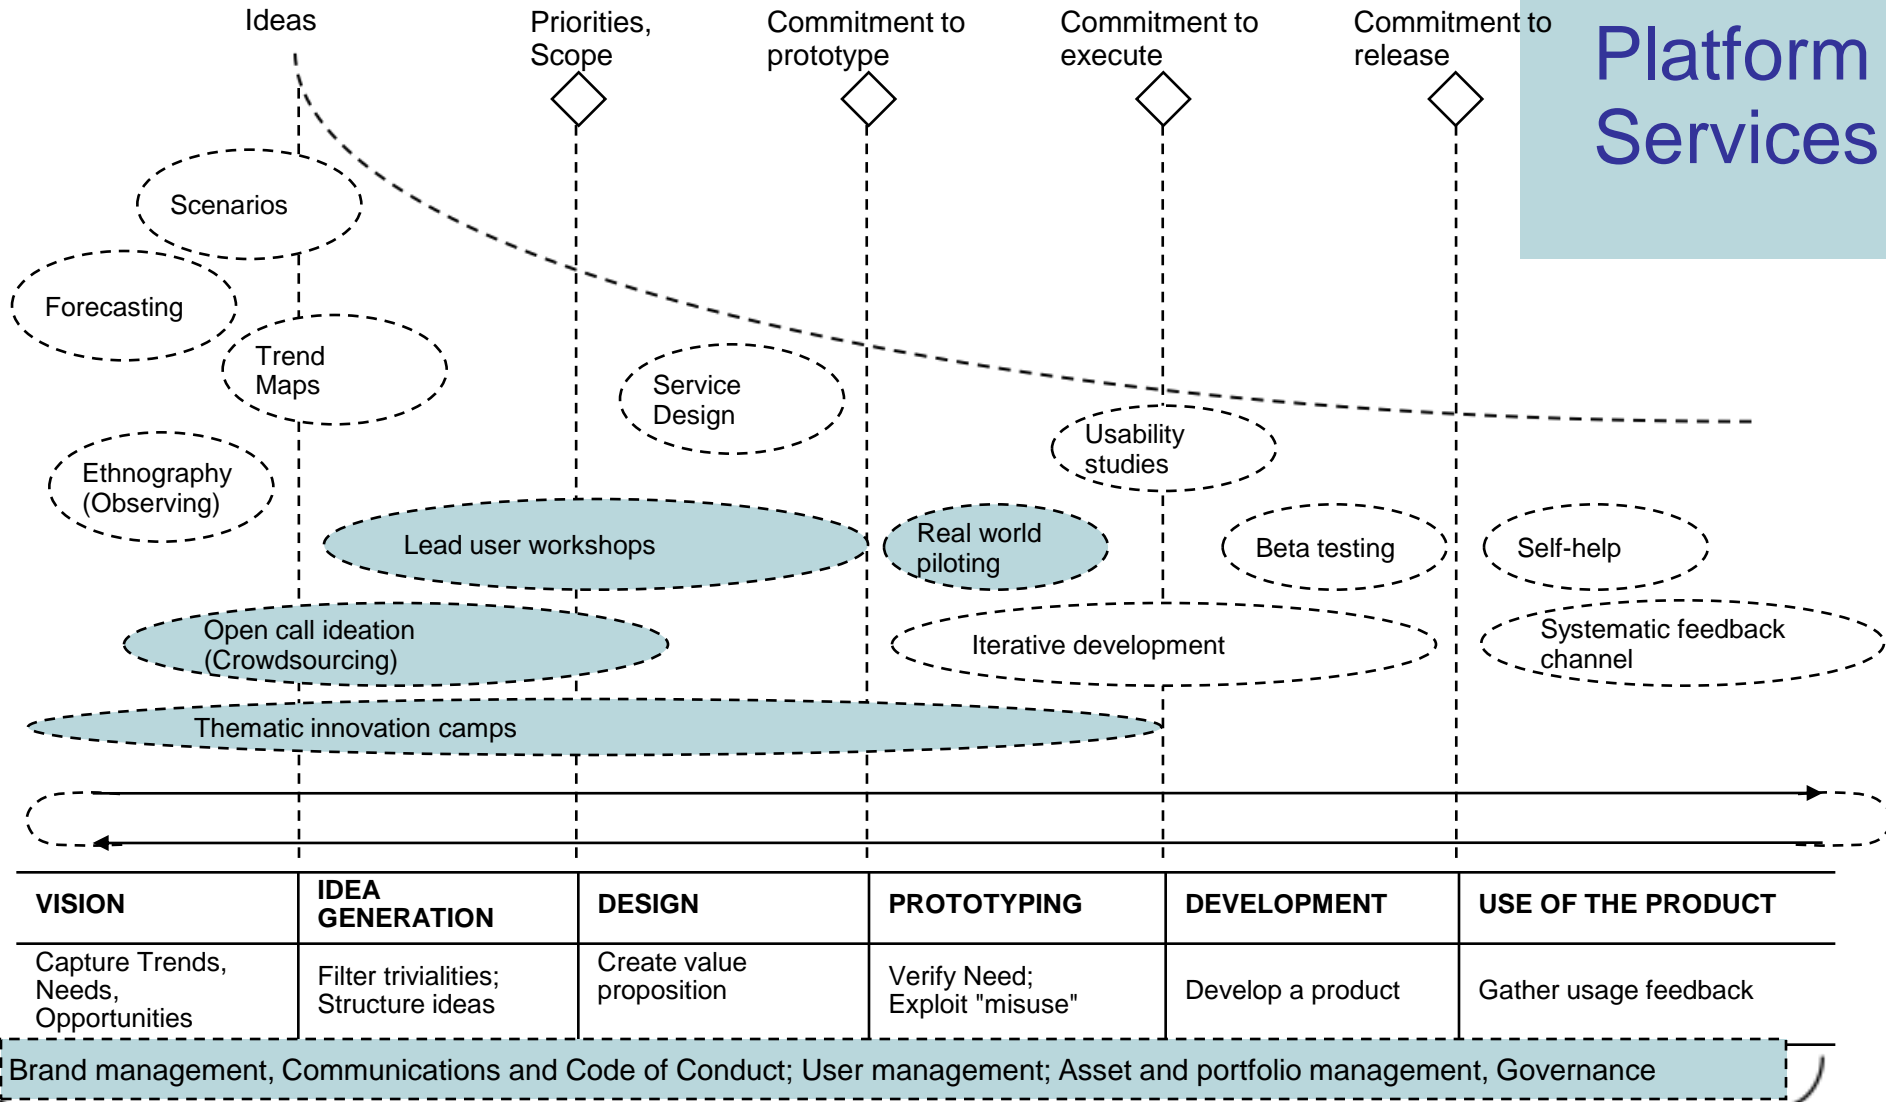 Ideas
Priorities,
Scope
Commitment to
prototype
Commitment to
execute
Commitment to
release
Platform
Services
Scenarios
Forecasting
Trend
Maps
Service
Design
Usability
studies
Ethnography
(Observing)
Lead user workshops
Real world
piloting
Beta testing
Self-help
Open call ideation
(Crowdsourcing)
Iterative development
Systematic feedback
channel
Thematic innovation camps
VISION
IDEA
GENERATION
DESIGN
PROTOTYPING
DEVELOPMENT
USE OF THE PRODUCT
Capture Trends,
Needs,
Opportunities
Filter trivialities;
Structure ideas
Create value
proposition
Verify Need;
Exploit "misuse"
Develop a product
Gather usage feedback
Brand management, Communications and Code of Conduct; User management; Asset and portfolio management, Governance